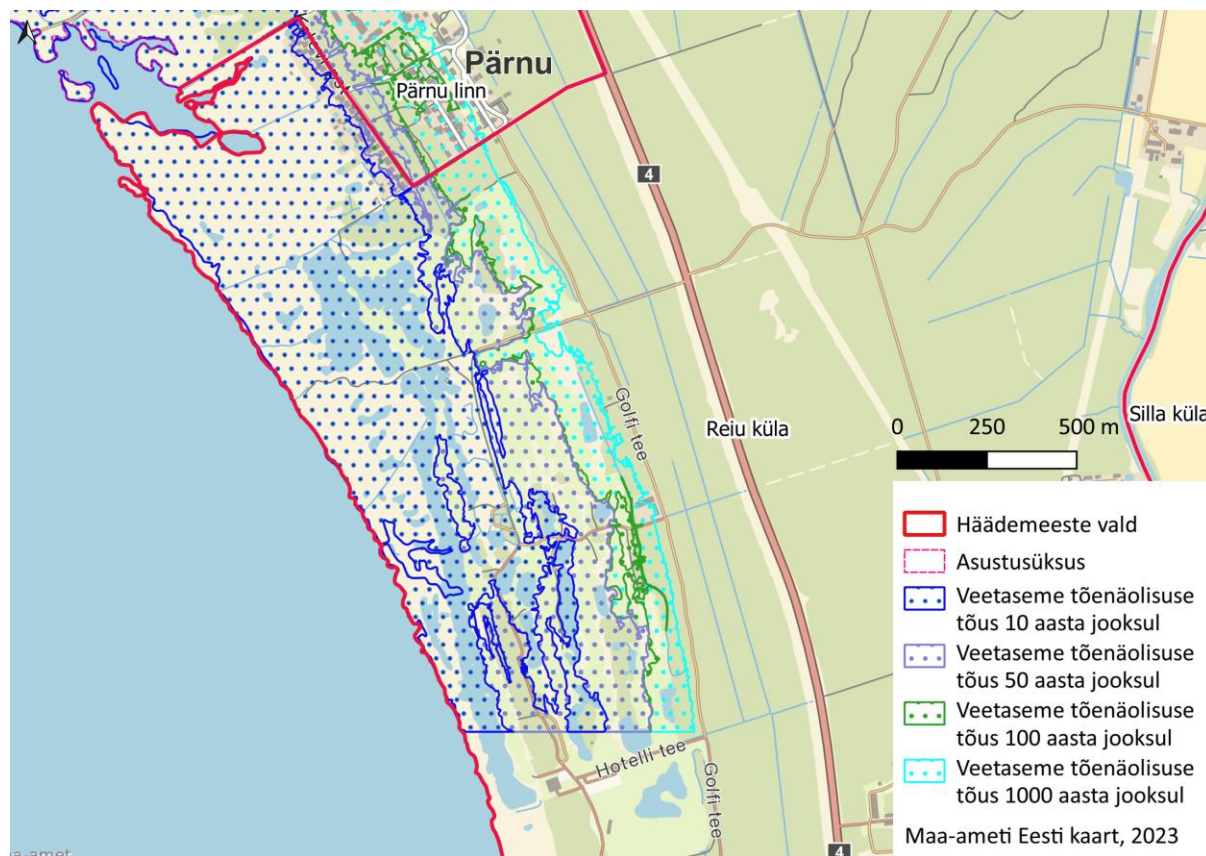 Pärnu
Pärnu linn
4
Golfi tee
Reiu küla
Silla küla
0 250 500 m
Hotelli tee
Golfi tee
4
Häädemeeste vald
Asustusüksus
Veetaseme tõenäolisuse
tõus 10 aasta jooksul
Veetaseme tõenäolisuse
tõus 50 aasta jooksul
Veetaseme tõenäolisuse
tõus 100 aasta jooksul
Veetaseme tõenäolisuse
tõus 1000 aasta jooksul
Maa-ameti Eesti kaart, 2023